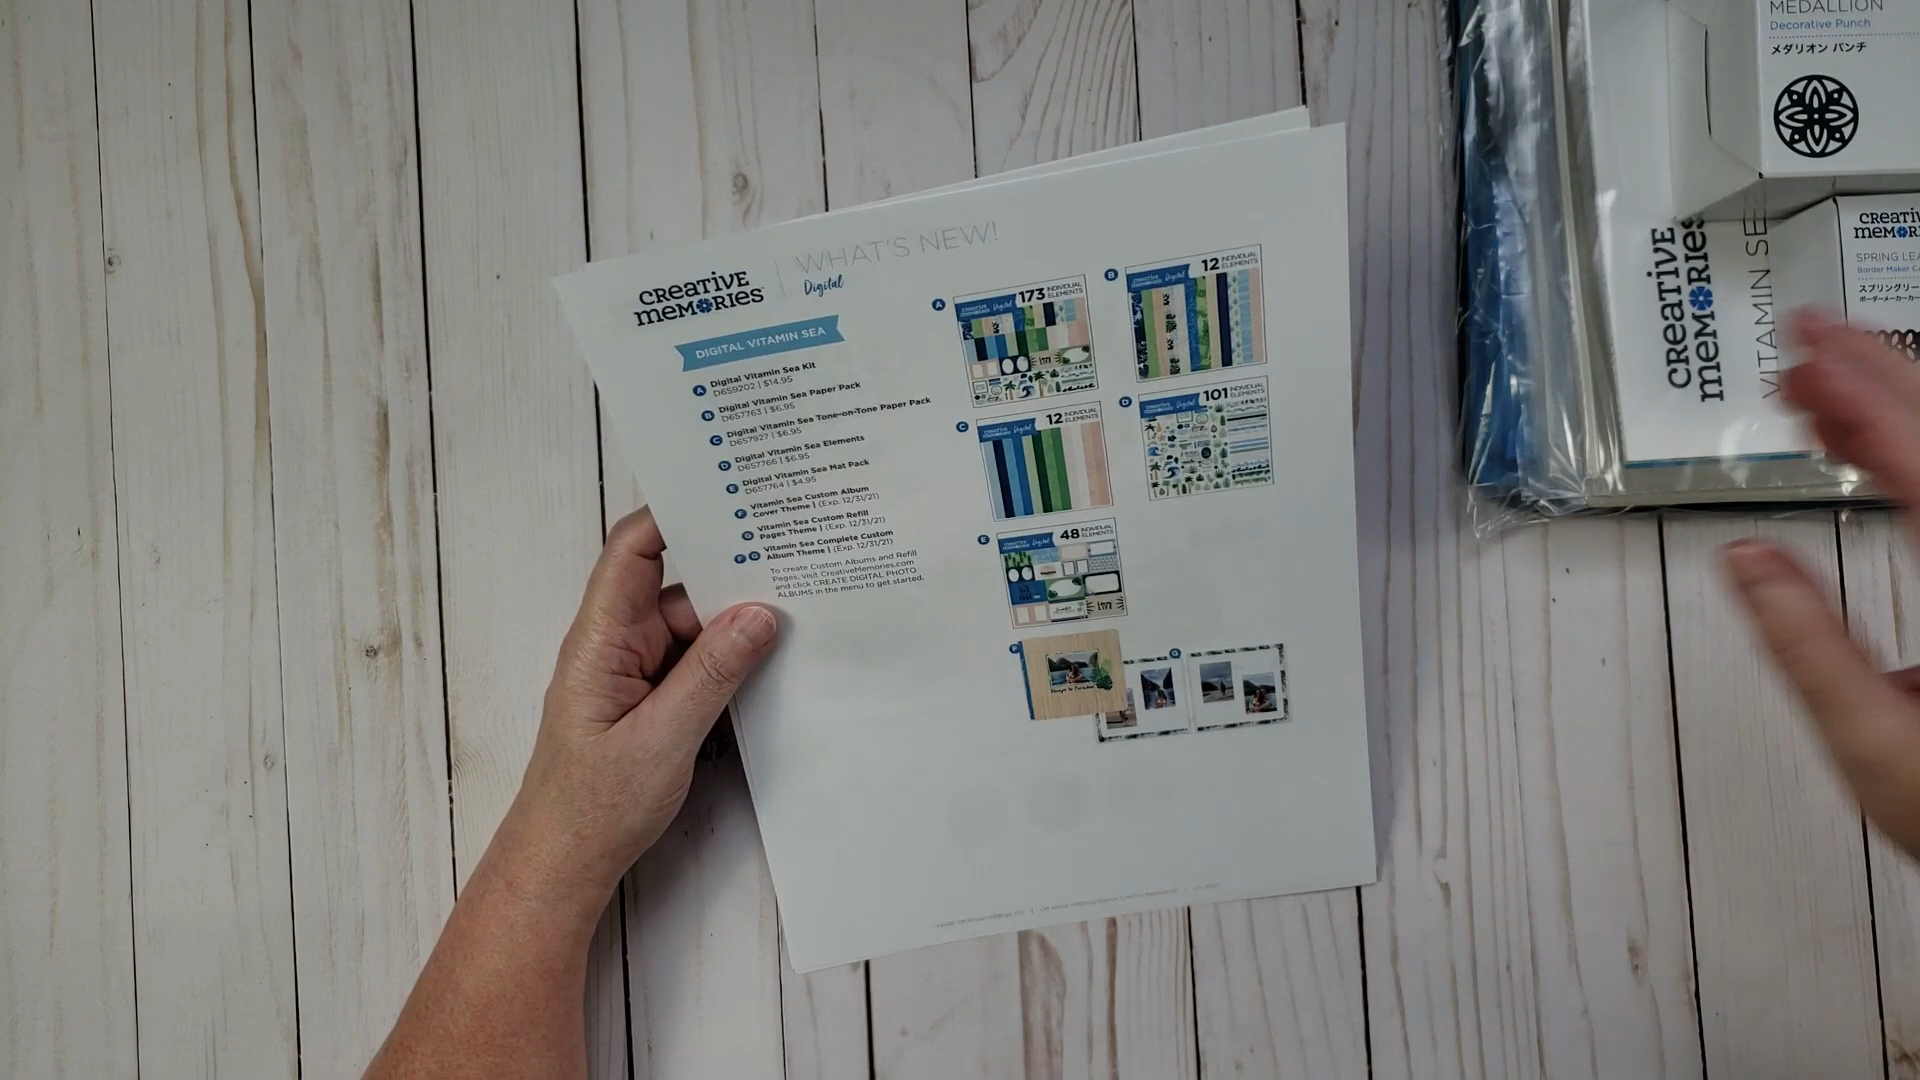 CREATIVE
MEMORIES
WHAT'S NEW!
Digital
DIGITAL VITAMIN SEA
A Digital Vitamin Sea Kit
D659202 | $14.95
B Digital Vitamin Sea Paper Pack
D657763 | $6.95
C Digital Vitamin Sea Tone-on-Tone Paper Pack
D657927 | $6.95
D Digital Vitamin Sea Elements
D657766 | $6.95
E Digital Vitamin Sea Mat Pack
D657764 | $4.95
F Vitamin Sea Custom Album
Cover Theme | (Exp. 12/31/21)
G Vitamin Sea Custom Refill
Pages Theme | (Exp. 12/31/21)
F G Vitamin Sea Complete Custom
Album Theme | (Exp. 12/31/21)
To create Custom Albums and Refill
Pages, visit CreativeMemories.com
and click CREATE DIGITAL PHOTO
ALBUMS in the menu to get started.
A
173 INDIVIDUAL
ELEMENTS
B
12 INDIVIDUAL
ELEMENTS
C
12 INDIVIDUAL
ELEMENTS
D
101 INDIVIDUAL
ELEMENTS
E
48 INDIVIDUAL
ELEMENTS
F
Escape to Paradise
G
MEDALLION
Decorative Punch
メダリオン パンチ
CREATIVE
MEMORIES
VITAMIN SE
CREATIV
MEMOR
SPRING LEA
Border Maker Ca
スプリングリー
ボーダーメーカーカー